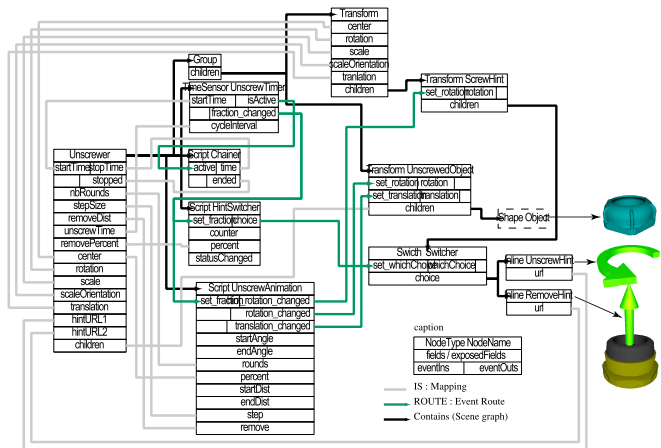 Transform
center
rotation
scale
scaleOrientation
tranlation
children
Group
children
TimeSensor UnscrewTimer
startTime isActive
fraction_changed
cycleInterval
Transform ScrewHint
set_rotation rotation
children
Unscrewer
startTime stopTime
stopped
nbRounds
stepSize
removeDist
unscrewTime
removePercent
center
rotation
scale
scaleOrientation
translation
hintURL1
hintURL2
children
Script Chainer
active time
ended
Script HintSwitcher
set_fraction choice
counter
percent
statusChanged
Transform UnscrewedObject
set_rotation rotation
set_translation translation
children
Shape Object
Swicth Switcher
set_whichChoice whichChoice
choice
Inline UnscrewHint
url
Inline RemoveHint
url
Script UnscrewAnimation
set_fraction hin_rotation_changed
rotation_changed
translation_changed
startAngle
endAngle
rounds
percent
startDist
endDist
step
remove
caption
NodeType NodeName
fields / exposedFields
eventIns eventOuts
IS : Mapping
ROUTE : Event Route
Contains (Scene graph)